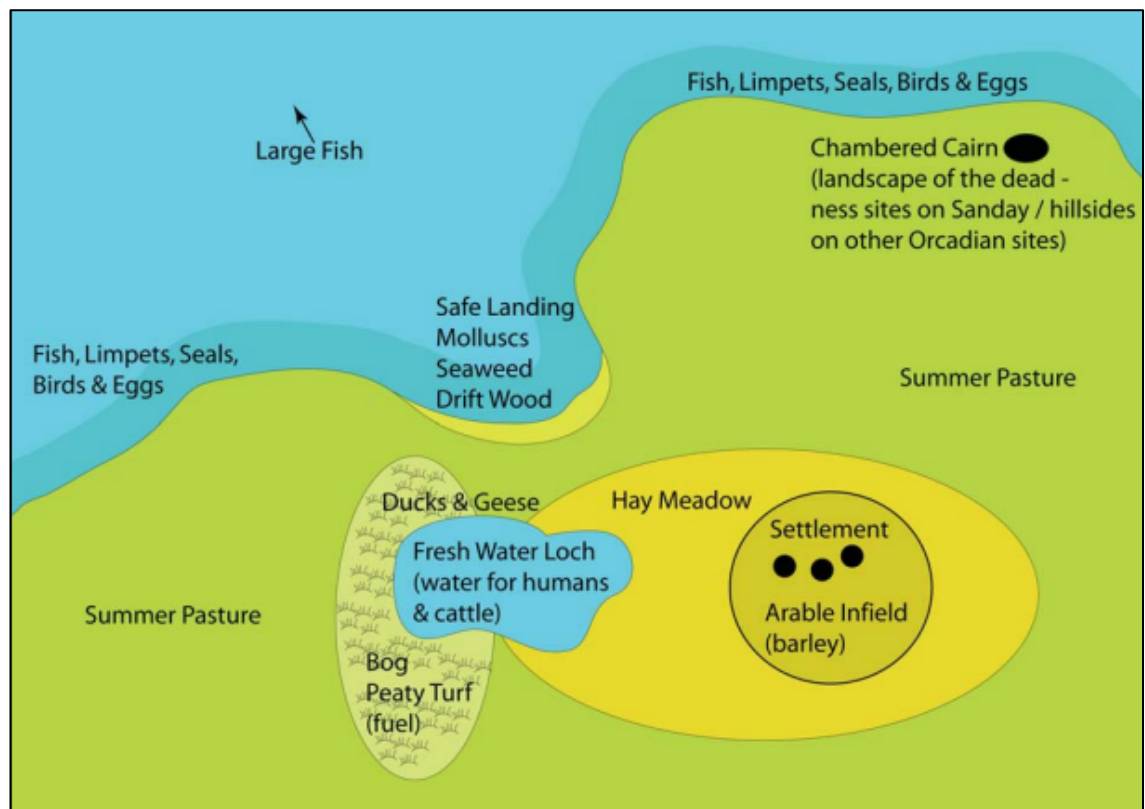 Fish, Limpets, Seals, Birds & Eggs
Large Fish
Chambered Cairn
(landscape of the dead -
ness sites on Sanday / hillsides
on other Orcadian sites)
Safe Landing
Molluscs
Seaweed
Drift Wood
Fish, Limpets, Seals,
Birds & Eggs
Summer Pasture
Ducks & Geese
Hay Meadow
Fresh Water Loch
(water for humans
& cattle)
Settlement
Arable Infield
(barley)
Summer Pasture
Bog
Peaty Turf
(fuel)